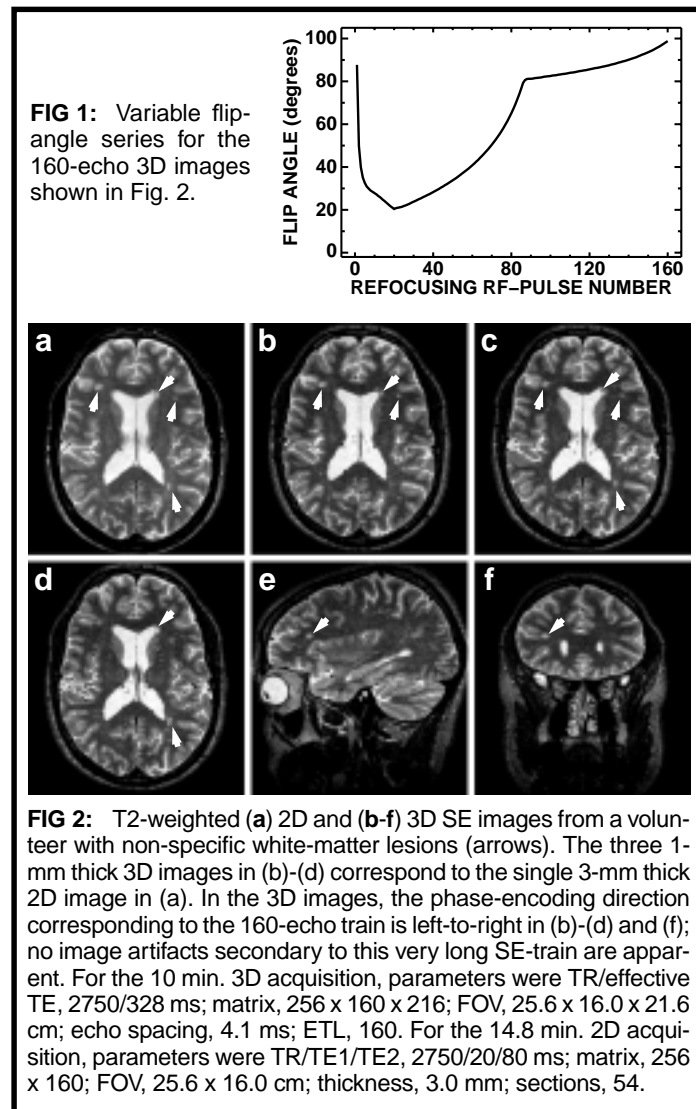 FIG 1: Variable flip-
angle series for the
160-echo 3D images
shown in Fig. 2.
FLIP ANGLE (degrees)
100
80
60
40
20
0
0 40 80 120 160
REFOCUSING RF–PULSE NUMBER
a b c
d e f
FIG 2: T2-weighted (a) 2D and (b-f) 3D SE images from a volun-
teer with non-specific white-matter lesions (arrows). The three 1-
mm thick 3D images in (b)-(d) correspond to the single 3-mm thick
2D image in (a). In the 3D images, the phase-encoding direction
corresponding to the 160-echo train is left-to-right in (b)-(d) and (f);
no image artifacts secondary to this very long SE-train are appar-
ent. For the 10 min. 3D acquisition, parameters were TR/effective
TE, 2750/328 ms; matrix, 256 x 160 x 216; FOV, 25.6 x 16.0 x 21.6
cm; echo spacing, 4.1 ms; ETL, 160. For the 14.8 min. 2D acqui-
sition, parameters were TR/TE1/TE2, 2750/20/80 ms; matrix, 256
x 160; FOV, 25.6 x 16.0 cm; thickness, 3.0 mm; sections, 54.